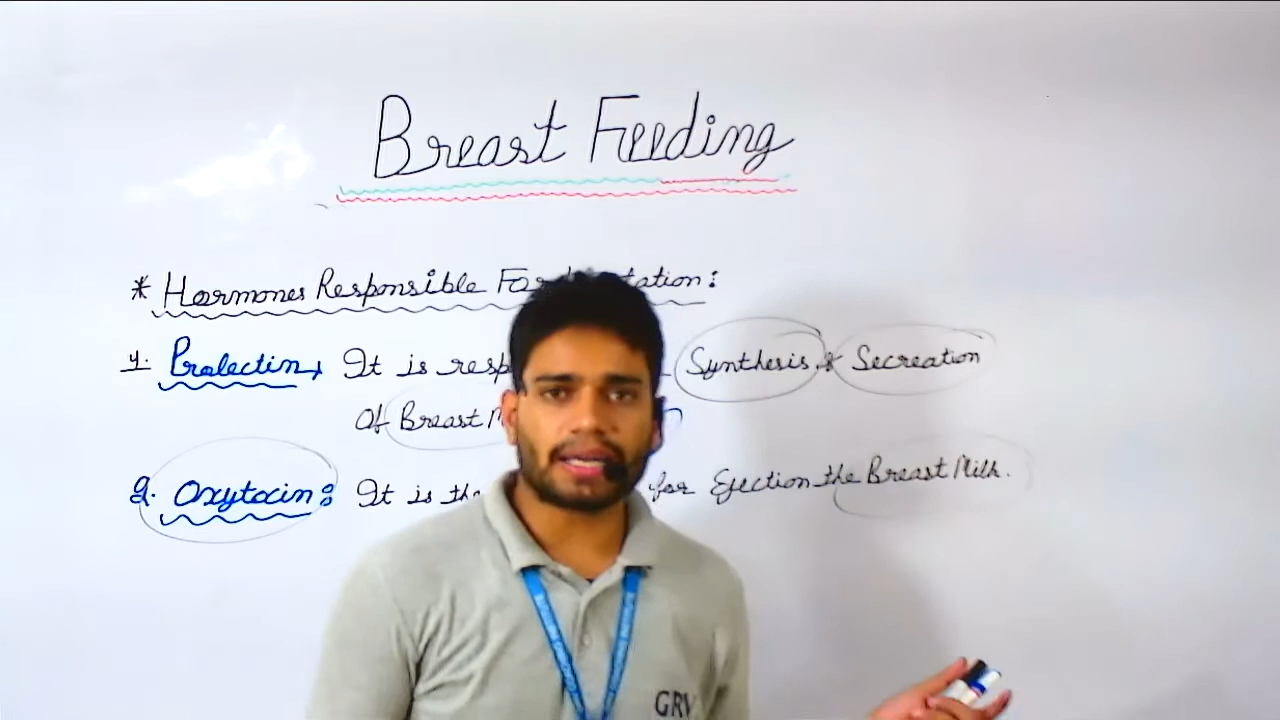 Breast Feeding
* Hormones Responsible For tation:
1. Prolectin, It is resp Synthesis & Secreation
Of Breast M
2. Oxytocin: It is the for Ejection the Breast Milk.
GRV